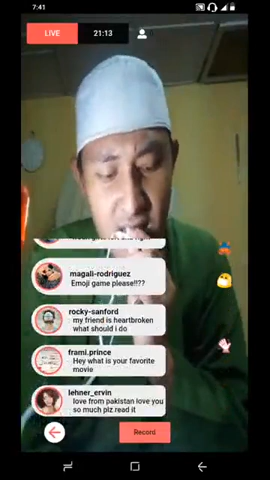 7:41
LIVE
21:13
magali-rodriguez
Emoji game please!!??
rocky-sanford
my friend is heartbroken
what should i do
frami.prince
Hey what is your favorite
movie
lehner_ervin
love from pakistan love you
so much plz read it
Record